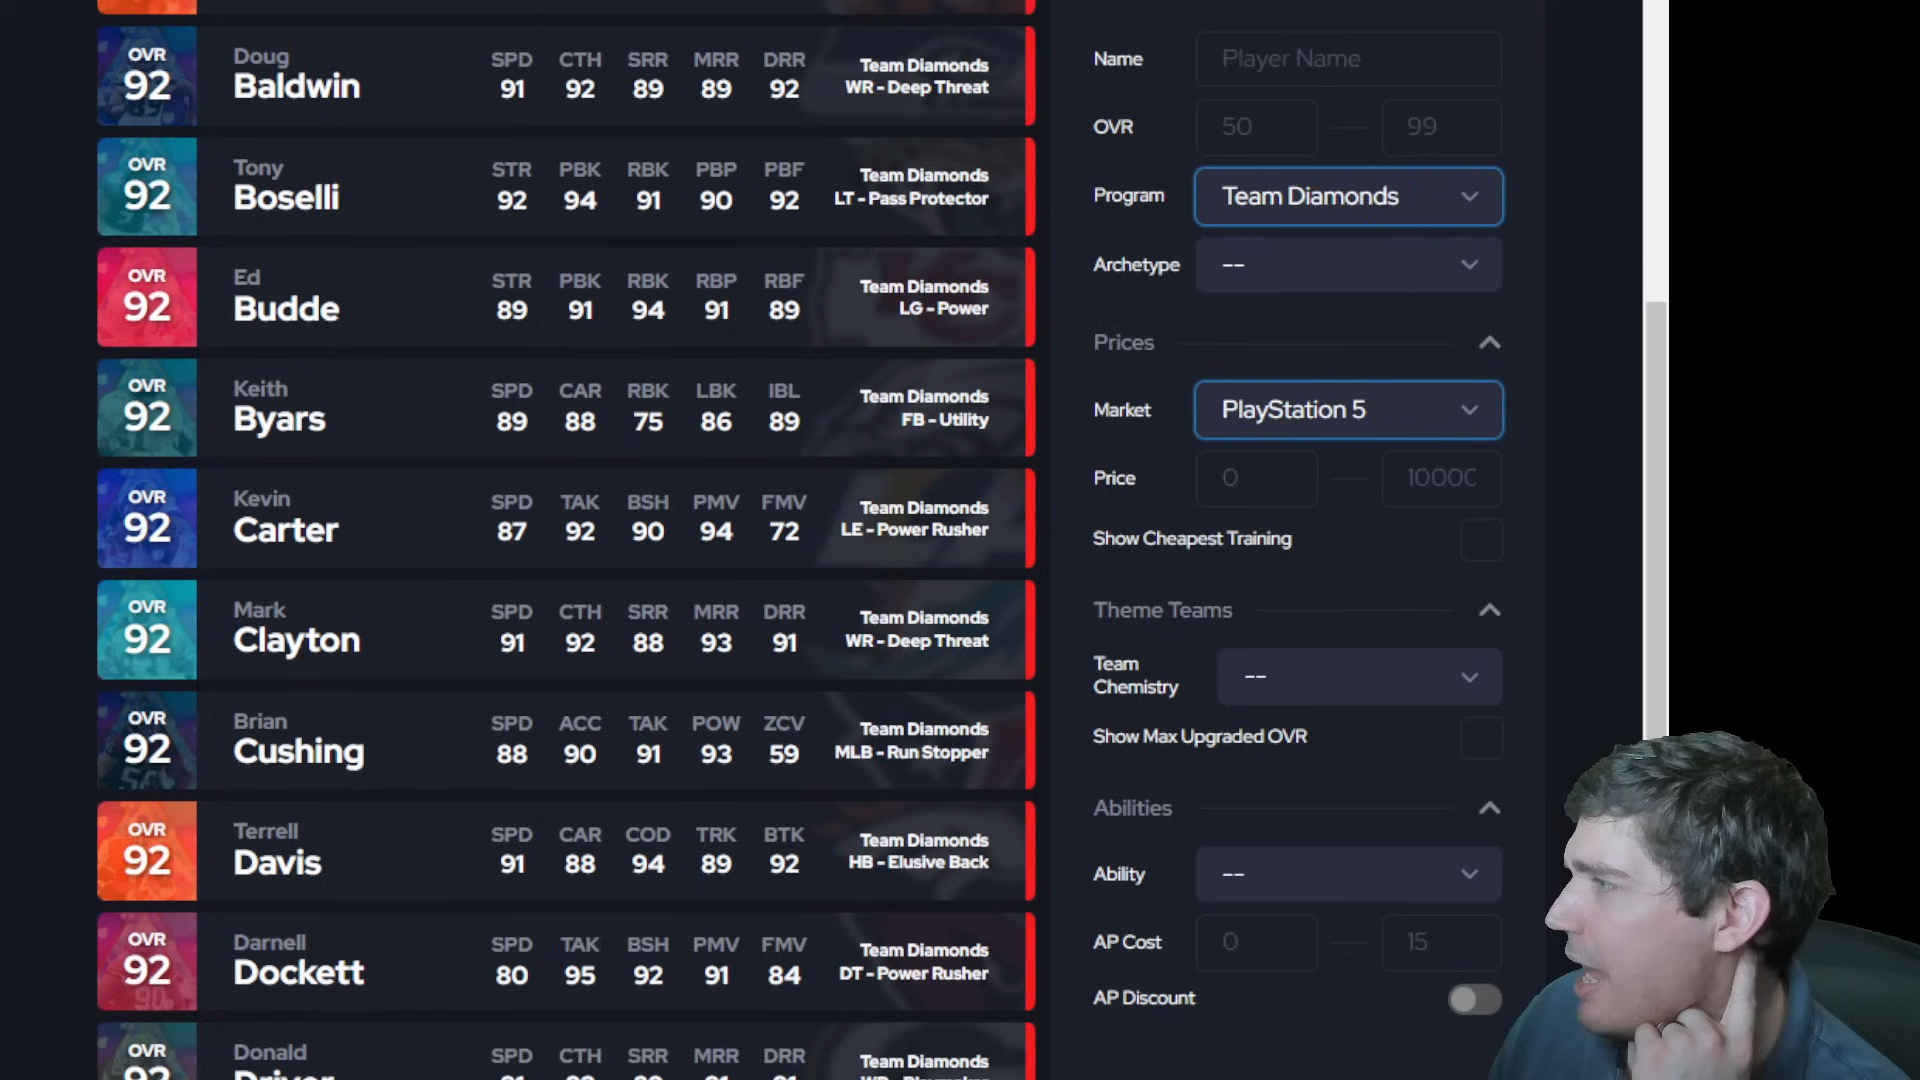 OVR
92
Doug
Baldwin
SPD CTH SRR MRR DRR
91 92 89 89 92
Team Diamonds
WR - Deep Threat
OVR
92
Tony
Boselli
STR PBK RBK PBP PBF
92 94 91 90 92
Team Diamonds
LT - Pass Protector
OVR
92
Ed
Budde
STR PBK RBK RBP RBF
89 91 94 91 89
Team Diamonds
LG - Power
OVR
92
Keith
Byars
SPD CAR RBK LBK IBL
89 88 75 86 89
Team Diamonds
FB - Utility
OVR
92
Kevin
Carter
SPD TAK BSH PMV FMV
87 92 90 94 72
Team Diamonds
LE - Power Rusher
OVR
92
Mark
Clayton
SPD CTH SRR MRR DRR
91 92 88 93 91
Team Diamonds
WR - Deep Threat
OVR
92
Brian
Cushing
SPD ACC TAK POW ZCV
88 90 91 93 59
Team Diamonds
MLB - Run Stopper
OVR
92
Terrell
Davis
SPD CAR COD TRK BTK
91 88 94 89 92
Team Diamonds
HB - Elusive Back
OVR
92
Darnell
Dockett
SPD TAK BSH PMV FMV
80 95 92 91 84
Team Diamonds
DT - Power Rusher
OVR
92
Donald
Driver
SPD CTH SRR MRR DRR
Team Diamonds
Name Player Name
OVR 50 — 99
Program Team Diamonds
Archetype --
Prices
Market PlayStation 5
Price 0 — 1000
Show Cheapest Training
Theme Teams
Team
Chemistry --
Show Max Upgraded OVR
Abilities
Ability --
AP Cost 0 — 15
AP Discount